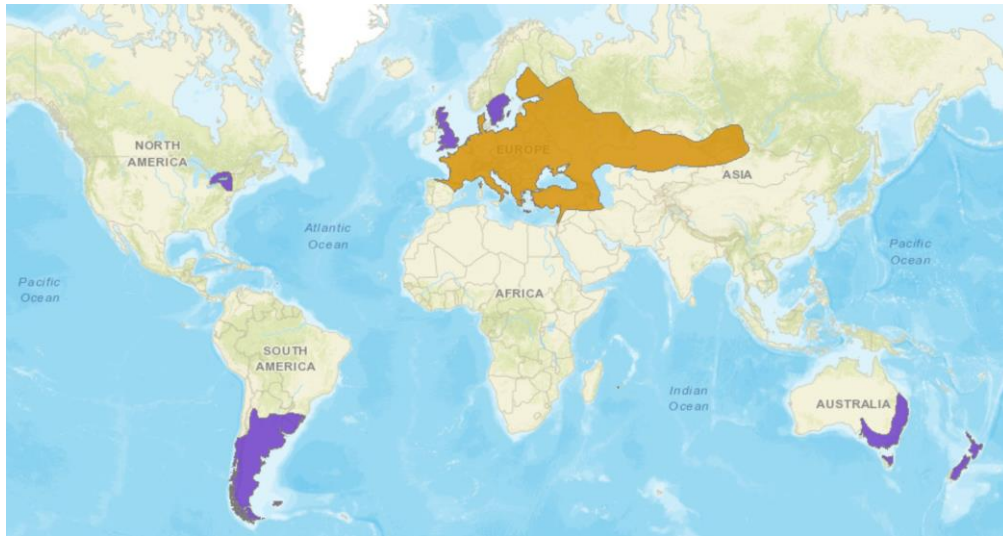 NORTH
AMERICA
EUROPE
ASIA
Atlantic
Ocean
Pacific
Ocean
Pacific
Ocean
AFRICA
SOUTH
AMERICA
Indian
Ocean
AUSTRALIA